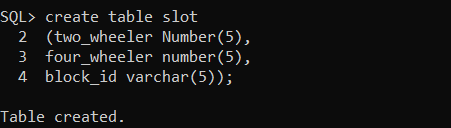 SQL> create table slot
2 (two_wheeler Number(5),
3 four_wheeler number(5),
4 block_id varchar(5));
Table created.